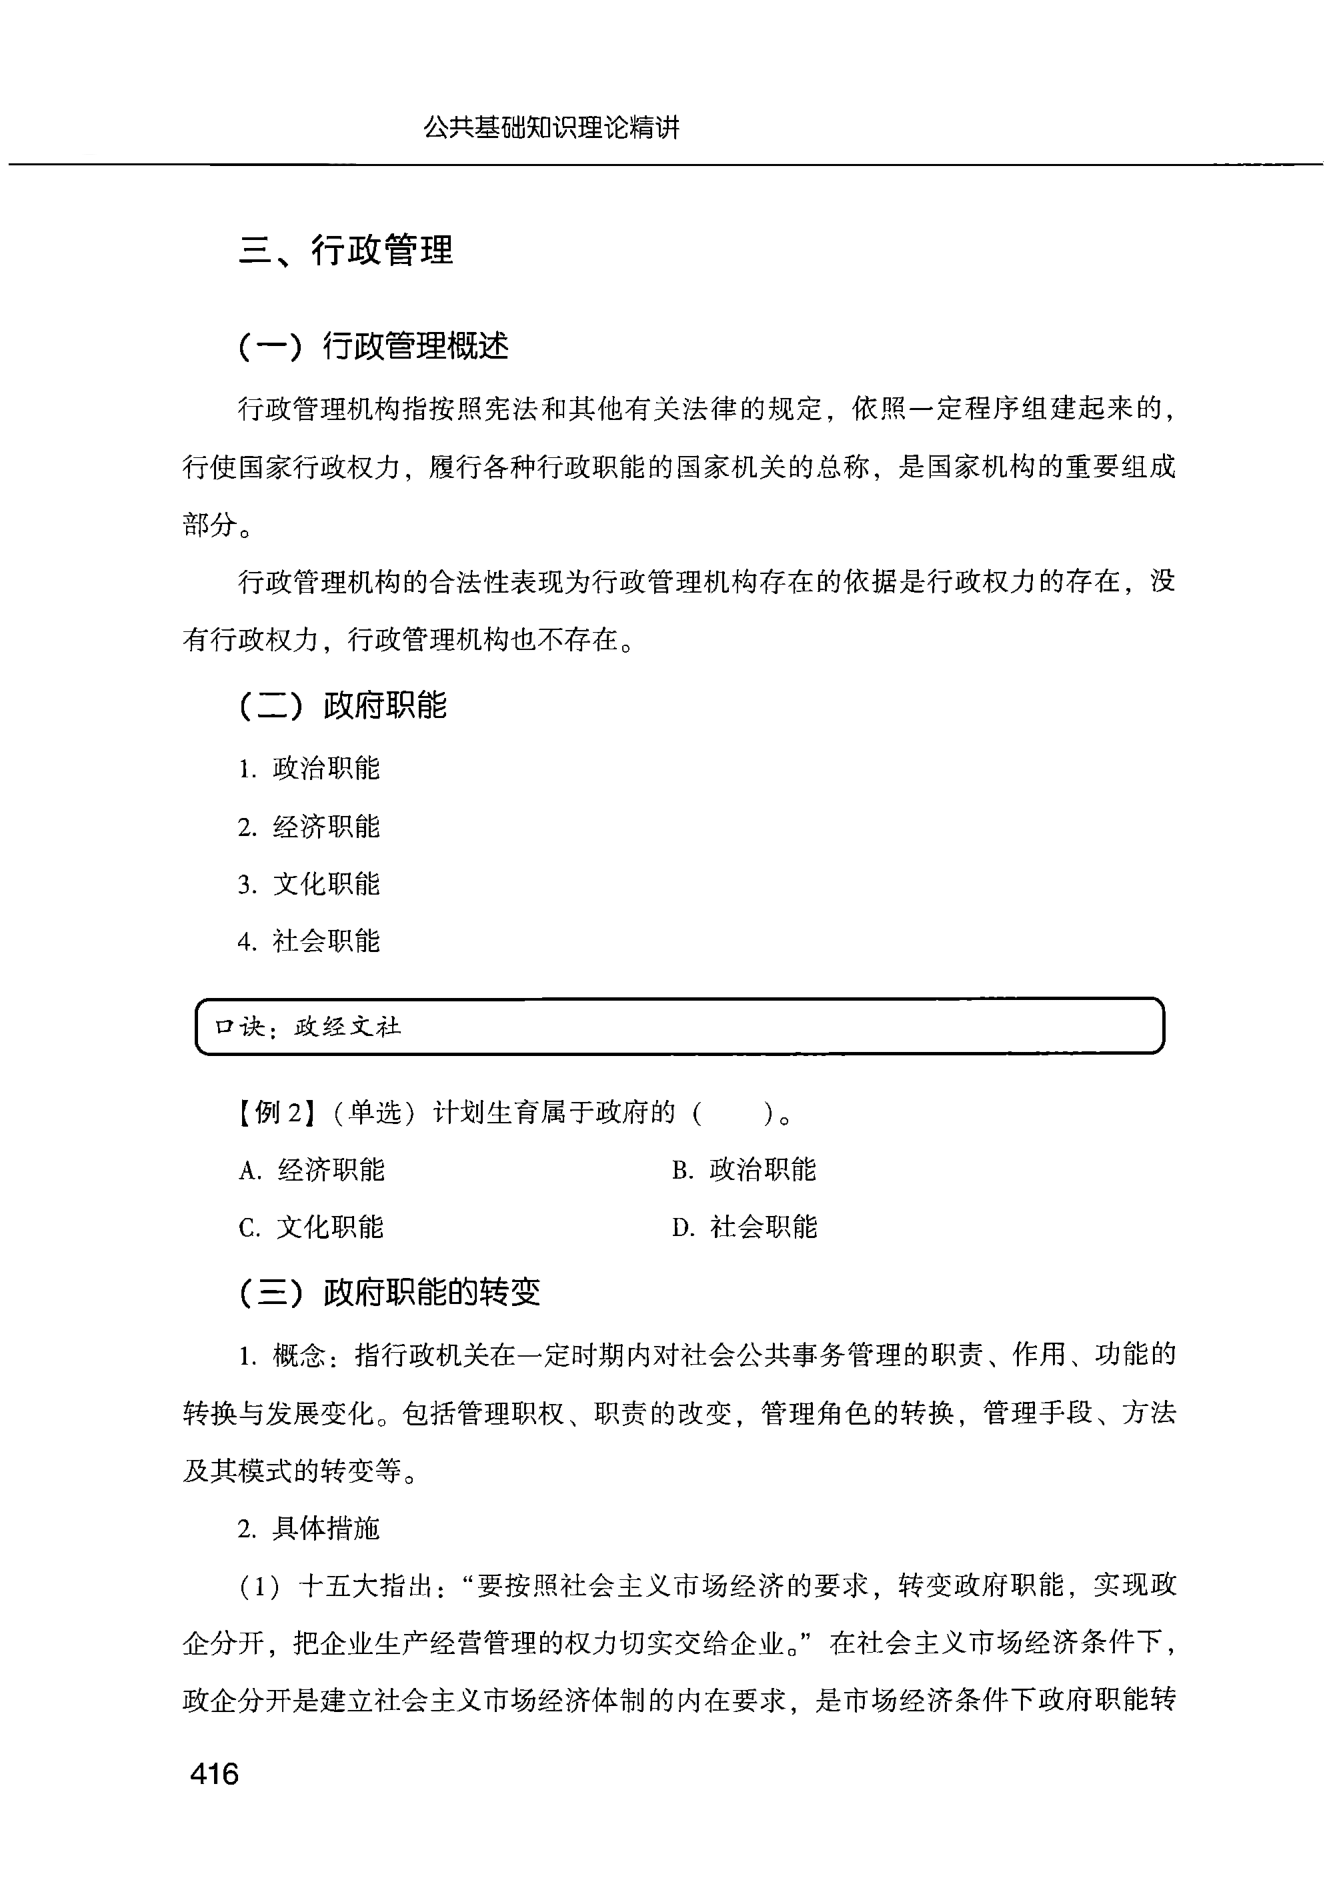 公共基础知识理论精讲
三、行政管理
（一）行政管理概述
行政管理机构指按照宪法和其他有关法律的规定，依照一定程序组建起来的，
行使国家行政权力，履行各种行政职能的国家机关的总称，是国家机构的重要组成
部分。
行政管理机构的合法性表现为行政管理机构存在的依据是行政权力的存在，没
有行政权力，行政管理机构也不存在。
（二）政府职能
1. 政治职能
2. 经济职能
3. 文化职能
4. 社会职能
口诀：政经文社
【例2】（单选）计划生育属于政府的（　　）。
A. 经济职能　　B. 政治职能
C. 文化职能　　D. 社会职能
（三）政府职能的转变
1. 概念：指行政机关在一定时期内对社会公共事务管理的职责、作用、功能的
转换与发展变化。包括管理职权、职责的改变，管理角色的转换，管理手段、方法
及其模式的转变等。
2. 具体措施
（1）十五大指出：“要按照社会主义市场经济的要求，转变政府职能，实现政
企分开，把企业生产经营管理的权力切实交给企业。”在社会主义市场经济条件下，
政企分开是建立社会主义市场经济体制的内在要求，是市场经济条件下政府职能转
416